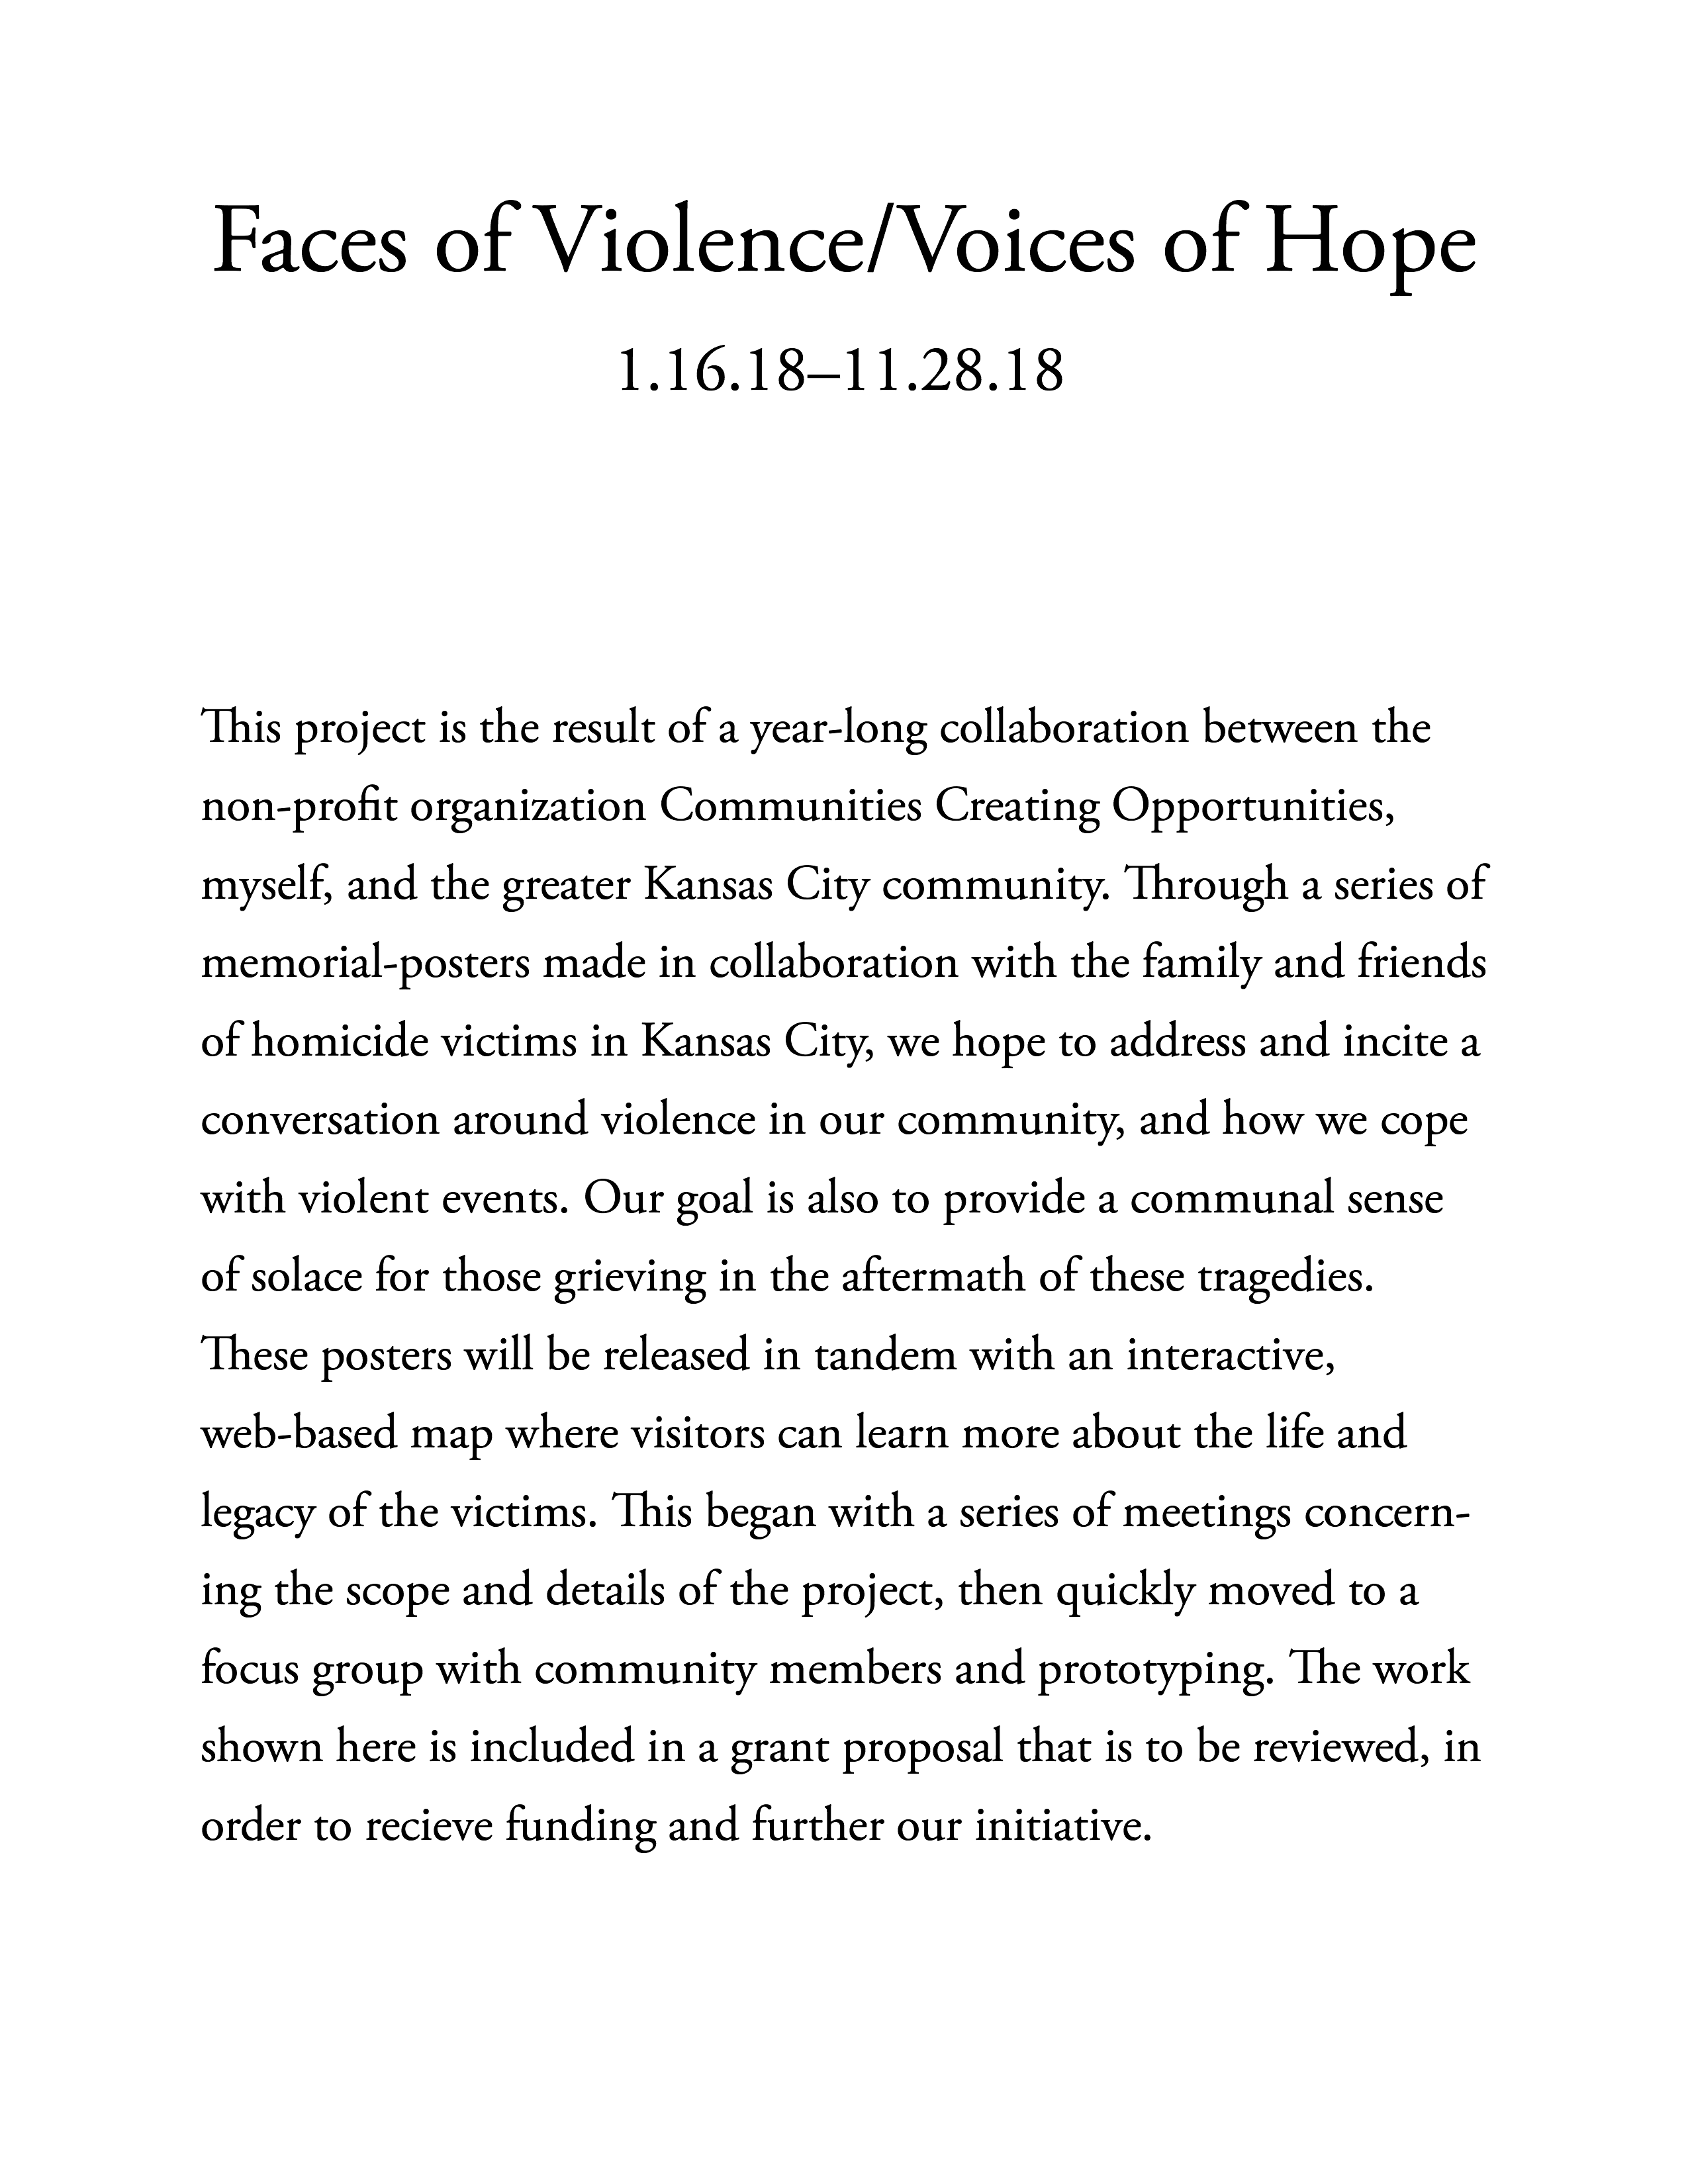 Faces of Violence/Voices of Hope
1.16.18–11.28.18
This project is the result of a year-long collaboration between the
non-profit organization Communities Creating Opportunities,
myself, and the greater Kansas City community. Through a series of
memorial-posters made in collaboration with the family and friends
of homicide victims in Kansas City, we hope to address and incite a
conversation around violence in our community, and how we cope
with violent events. Our goal is also to provide a communal sense
of solace for those grieving in the aftermath of these tragedies.
These posters will be released in tandem with an interactive,
web-based map where visitors can learn more about the life and
legacy of the victims. This began with a series of meetings concern-
ing the scope and details of the project, then quickly moved to a
focus group with community members and prototyping. The work
shown here is included in a grant proposal that is to be reviewed, in
order to recieve funding and further our initiative.